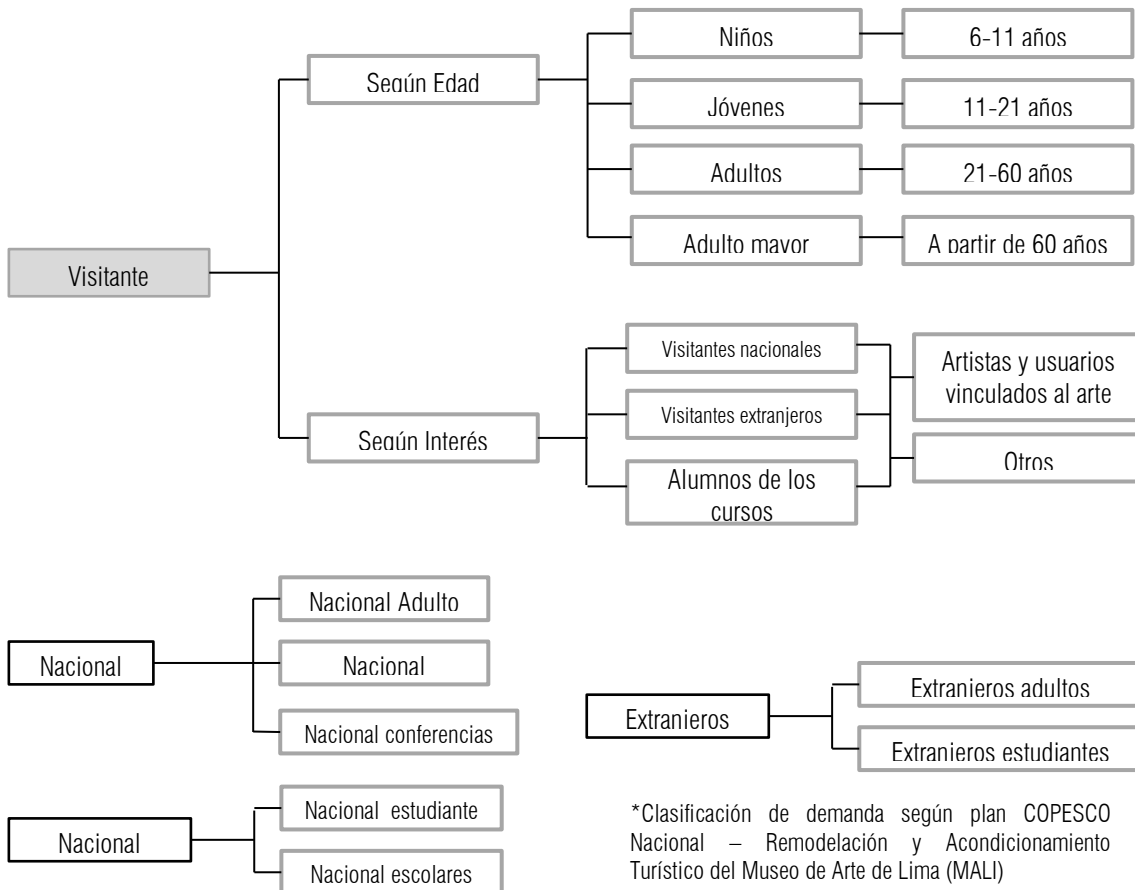 Niños
6-11 años
Según Edad
Jóvenes
11-21 años
Adultos
21-60 años
Adulto mayor
A partir de 60 años
Visitante
Visitantes nacionales
Artistas y usuarios
vinculados al arte
Visitantes extranjeros
Según Interés
Otros
Alumnos de los
cursos
Nacional Adulto
Nacional
Nacional
Nacional conferencias
Extranjeros
Extranjeros adultos
Extranjeros estudiantes
Nacional estudiante
Nacional
Nacional escolares
*Clasificación de demanda según plan COPESCO
Nacional – Remodelación y Acondicionamiento
Turístico del Museo de Arte de Lima (MALI)